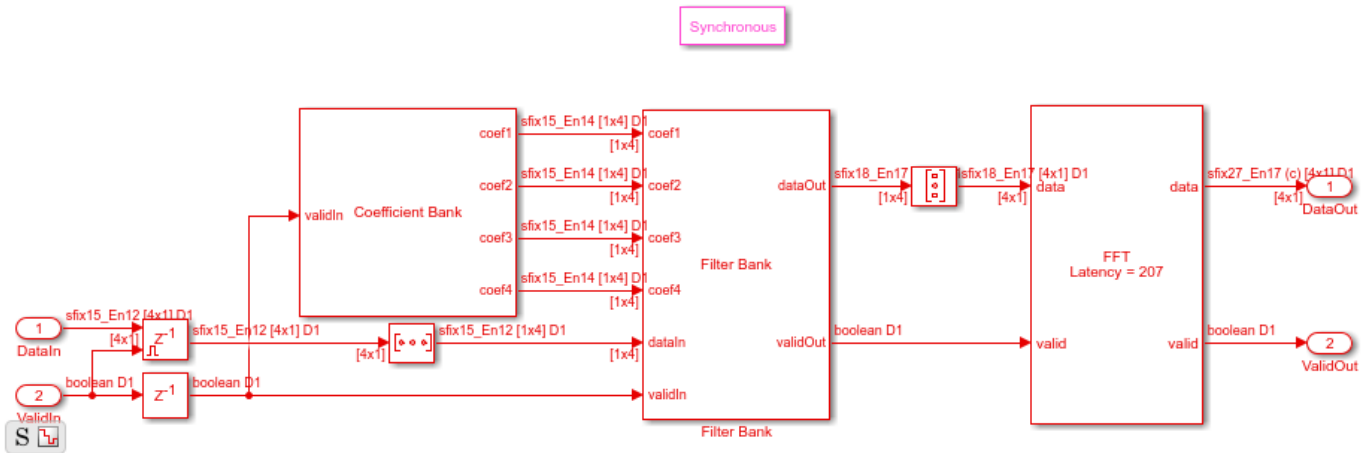 Synchronous
sfix15_En14 [1x4] D1
coef1
[1x4]
coef1
sfix15_En14 [1x4] D1
coef2
[1x4]
coef2
sfix15_En14 [1x4] D1
coef3
[1x4]
coef3
sfix15_En14 [1x4] D1
coef4
[1x4]
coef4
validIn
Coefficient Bank
Filter Bank
dataOut
sfix18_En17
[1x4]
sfix18_En17 [4x1] D1
[4x1]
data
FFT
Latency = 207
data
sfix27_En17 (c) [4x1] D1
[4x1]
1
DataOut
1
DataIn
sfix15_En12 [4x1] D1
[4x1]
Z-1
sfix15_En12 [4x1] D1
[4x1]
sfix15_En12 [1x4] D1
[1x4]
dataIn
validOut
boolean D1
valid
valid
boolean D1
2
ValidOut
2
ValidIn
boolean D1
Z-1
boolean D1
validIn
Filter Bank
S